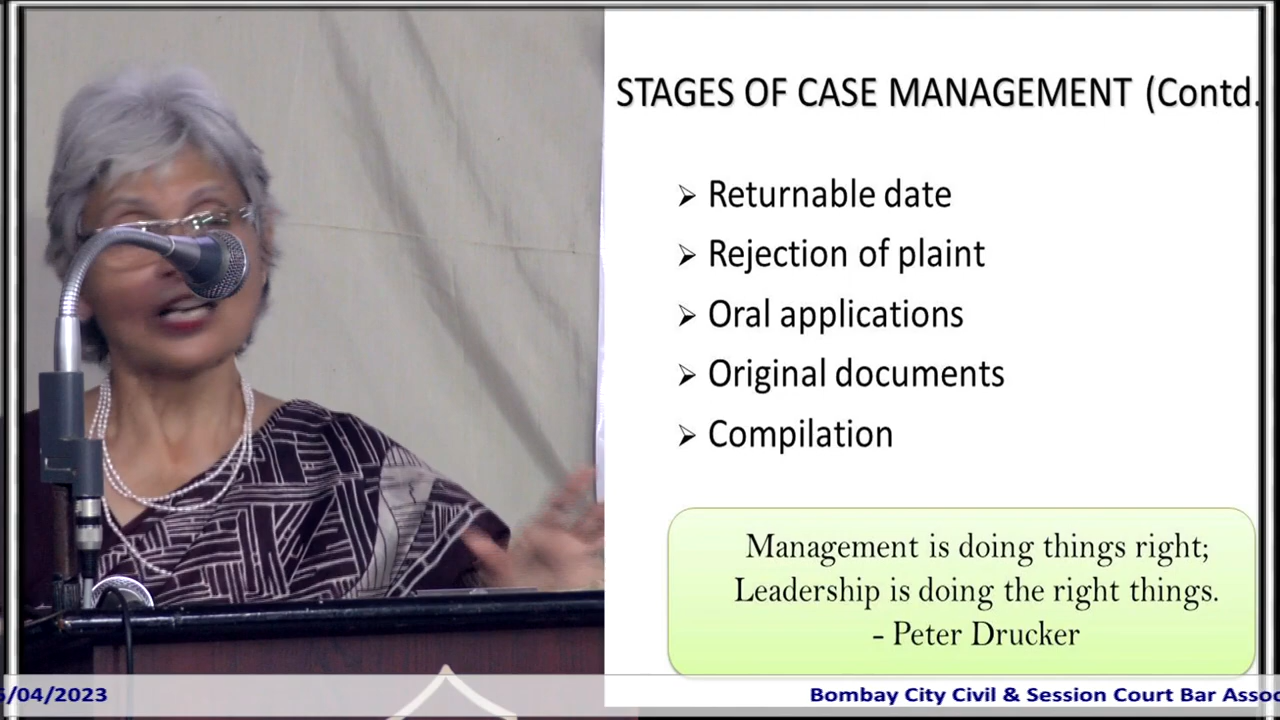 STAGES OF CASE MANAGEMENT (Contd.
Returnable date
Rejection of plaint
Oral applications
Original documents
Compilation
Management is doing things right;
Leadership is doing the right things.
- Peter Drucker
5/04/2023
Bombay City Civil & Session Court Bar Assoc